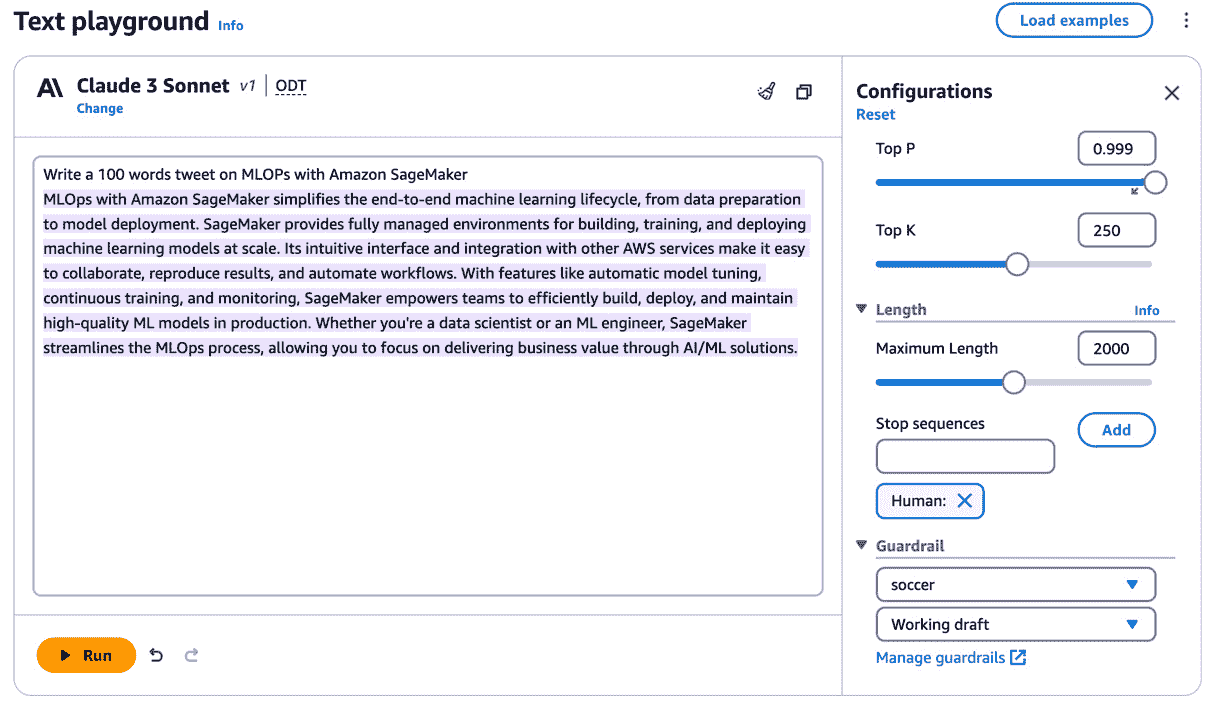 Text playground Info
Load examples
Claude 3 Sonnet v1 | ODT
Change
Write a 100 words tweet on MLOPs with Amazon SageMaker
MLOps with Amazon SageMaker simplifies the end-to-end machine learning lifecycle, from data preparation
to model deployment. SageMaker provides fully managed environments for building, training, and deploying
machine learning models at scale. Its intuitive interface and integration with other AWS services make it easy
to collaborate, reproduce results, and automate workflows. With features like automatic model tuning,
continuous training, and monitoring, SageMaker empowers teams to efficiently build, deploy, and maintain
high-quality ML models in production. Whether you're a data scientist or an ML engineer, SageMaker
streamlines the MLOps process, allowing you to focus on delivering business value through AI/ML solutions.
Run
Configurations
Reset
Top P 0.999
Top K 250
Length Info
Maximum Length 2000
Stop sequences
Add
Human:
Guardrail
soccer
Working draft
Manage guardrails